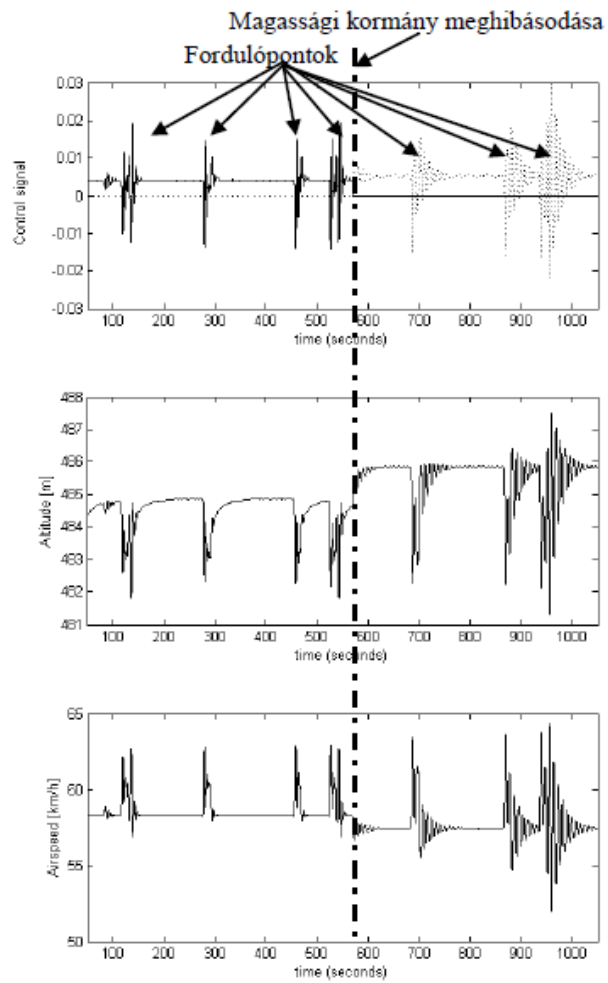 Magassági kormány meghibásodása
Fordulópontok
0.03
0.02
0.01
0
-0.01
-0.02
-0.03
Control signal
100 200 300 400 500 600 700 800 900 1000
time (seconds)
488
487
486
485
484
483
482
481
Altitude [m]
100 200 300 400 500 600 700 800 900 1000
time (seconds)
65
60
55
50
Airspeed [km/h]
100 200 300 400 500 600 700 800 900 1000
time (seconds)